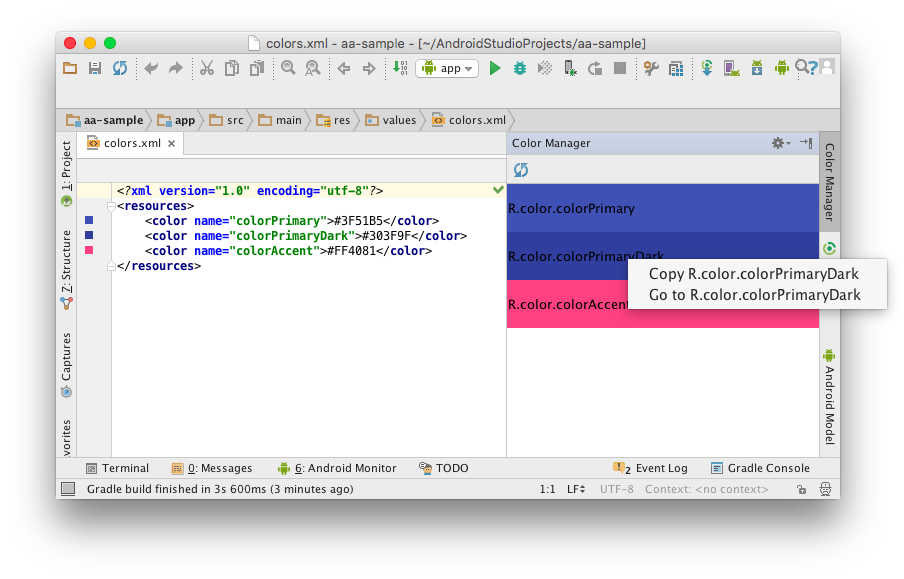 colors.xml - aa-sample - [~/AndroidStudioProjects/aa-sample]
app
aa-sample app src main res values colors.xml
1: Project
Z: Structure
Captures
vorites
colors.xml
<?xml version="1.0" encoding="utf-8"?>
<resources>
<color name="colorPrimary">#3F51B5</color>
<color name="colorPrimaryDark">#303F9F</color>
<color name="colorAccent">#FF4081</color>
</resources>
Color Manager
R.color.colorPrimary
R.color.colorPrimaryDark
R.color.colorAccent
Copy R.color.colorPrimaryDark
Go to R.color.colorPrimaryDark
Color Manager
Android Model
Terminal 0: Messages 6: Android Monitor TODO 2 Event Log Gradle Console
Gradle build finished in 3s 600ms (3 minutes ago) 1:1 LF UTF-8 Context: <no context>